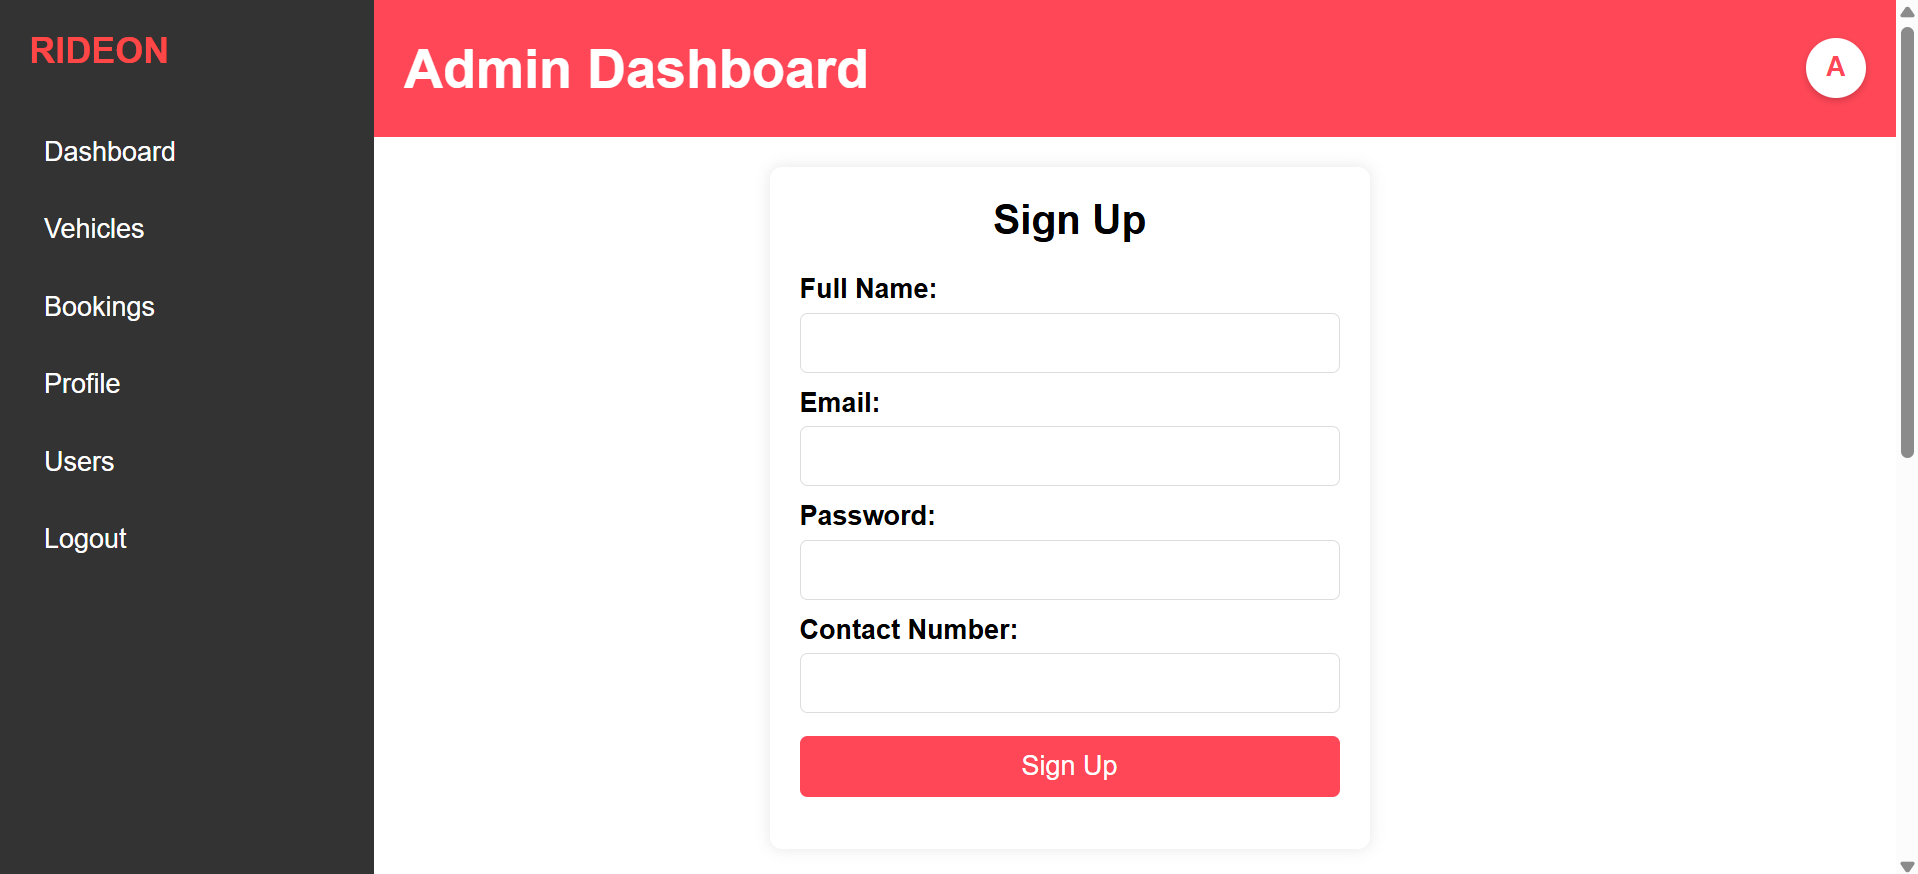 RIDEON
Dashboard
Vehicles
Bookings
Profile
Users
Logout
Admin Dashboard
A
Sign Up
Full Name:
Email:
Password:
Contact Number:
Sign Up